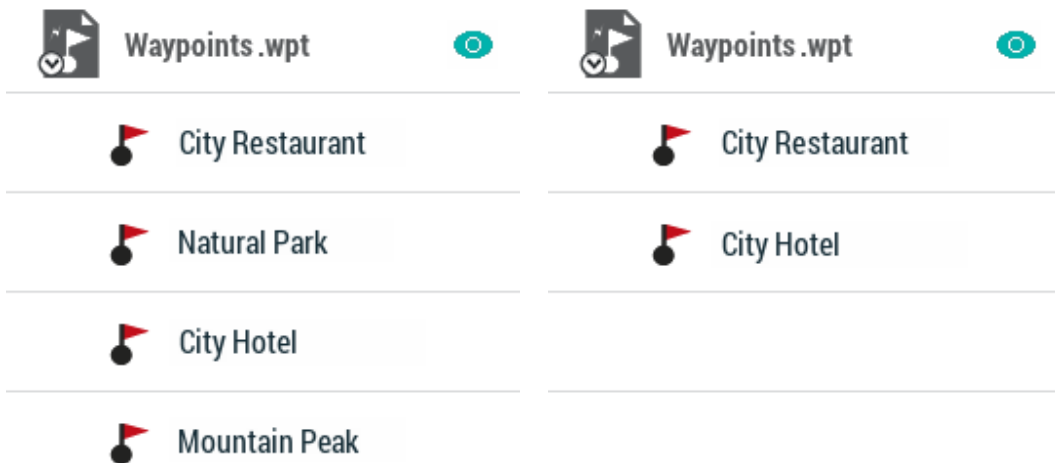 Waypoints .wpt
City Restaurant
Natural Park
City Hotel
Mountain Peak
Waypoints .wpt
City Restaurant
City Hotel